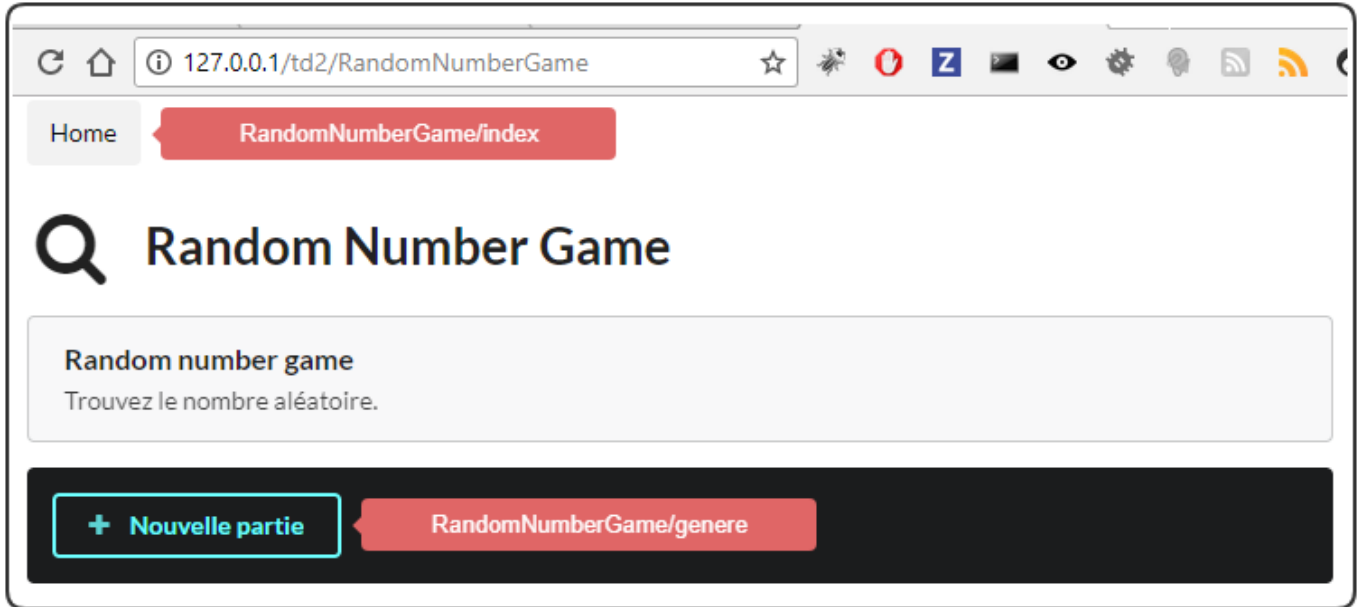 127.0.0.1/td2/RandomNumberGame Z
Home RandomNumberGame/index
Random Number Game
Random number game
Trouvez le nombre aléatoire.
+ Nouvelle partie RandomNumberGame/genere